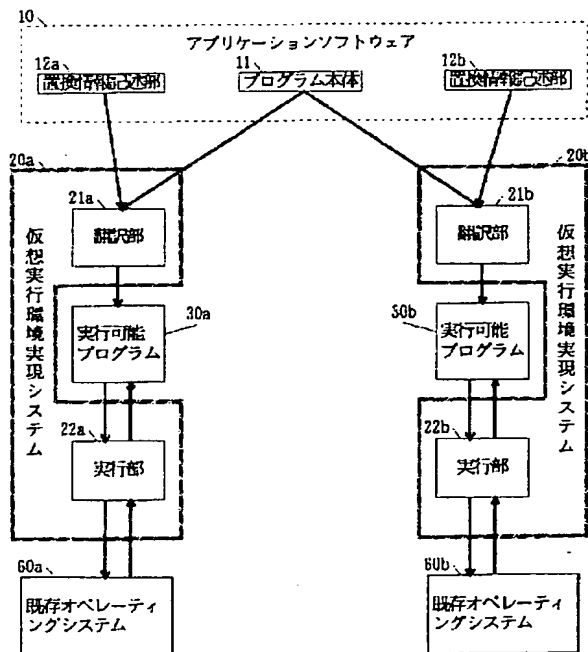 10
アプリケーションソフトウェア
12a
11
12b
置換情報記述部
プログラム本体
置換情報記述部
20a
20b
21a
21b
翻訳部
翻訳部
仮想実行環境実現システム
仮想実行環境実現システム
30a
30b
実行可能
プログラム
実行可能
プログラム
22a
22b
実行部
実行部
60a
60b
既存オペレーティ
ングシステム
既存オペレーティ
ングシステム